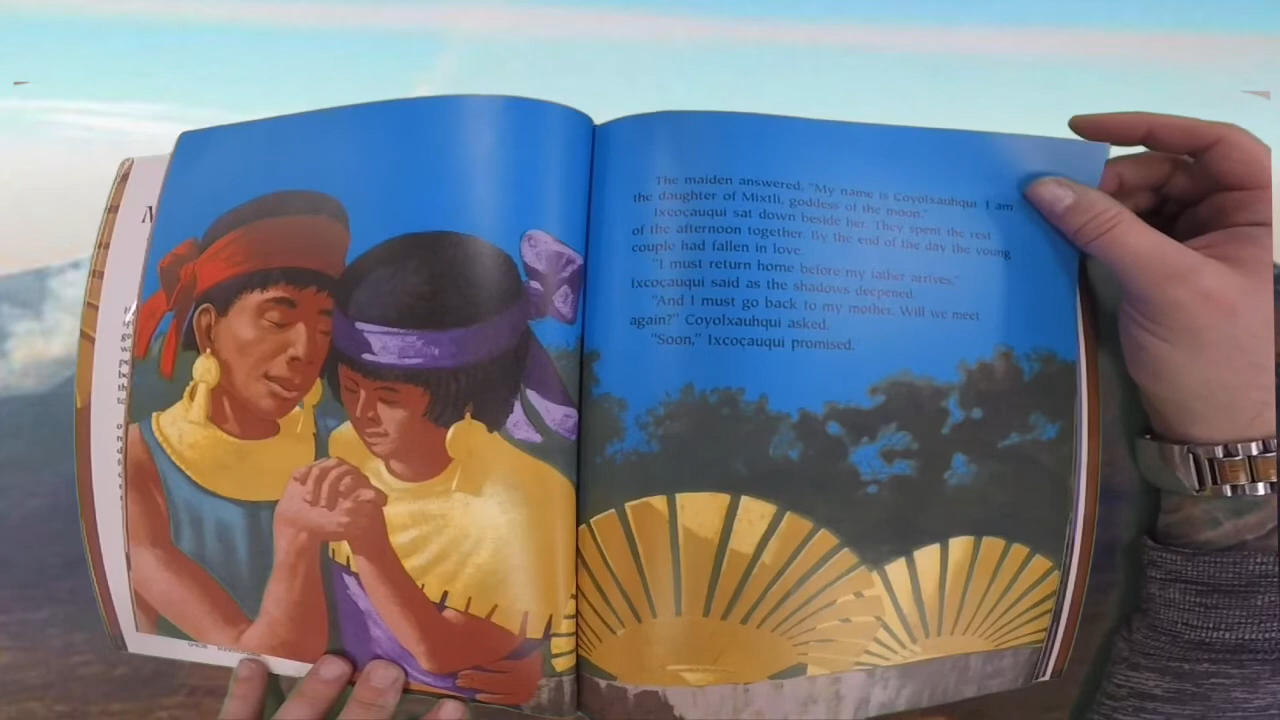 M
The maiden answered, "My name is Coyolxauhqui. I am
the daughter of Mixtli, goddess of the moon."
Ixcoçauqui sat down beside her. They spent the rest
of the afternoon together. By the end of the day the young
couple had fallen in love.
"I must return home before my father arrives,"
Ixcoçauqui said as the shadows deepened.
"And I must go back to my mother. Will we meet
again?" Coyolxauhqui asked.
"Soon," Ixcoçauqui promised.